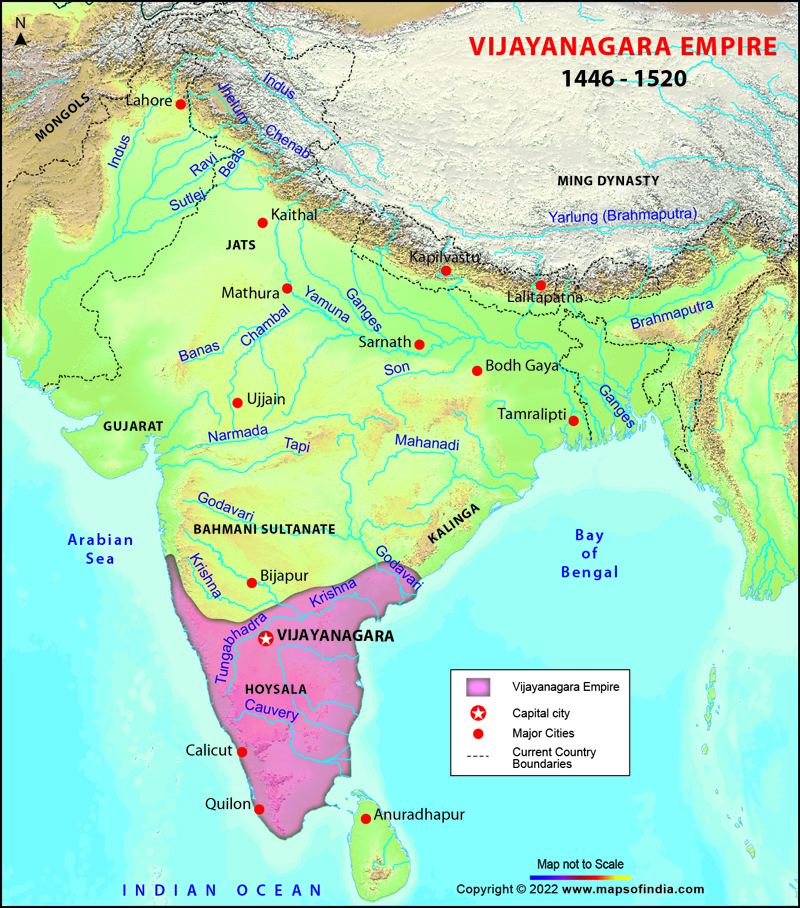 N
VIJAYANAGARA EMPIRE
1446 - 1520
Lahore
Jhelum
Indus
MONGOLS
Indus
Chenab
Ravi
Beas
MING DYNASTY
Sutlej
Kaithal
Yarlung (Brahmaputra)
JATS
Kapilvastu
Mathura
Yamuna
Ganges
Lalitapatna
Brahmaputra
Banas
Chambal
Sarnath
Son
Bodh Gaya
Ujjain
Ganges
Tamralipti
GUJARAT
Narmada
Tapi
Mahanadi
Godavari
BAHMANI SULTANATE
KALINGA
Arabian
Sea
Bay
of
Bengal
Krishna
Bijapur
Godavari
Krishna
Tungabhadra
VIJAYANAGARA
HOYSALA
Cauvery
Vijayanagara Empire
Capital city
Major Cities
Current Country
Boundaries
Calicut
Quilon
Anuradhapur
Map not to Scale
INDIAN OCEAN
Copyright © 2022 www.mapsofindia.com